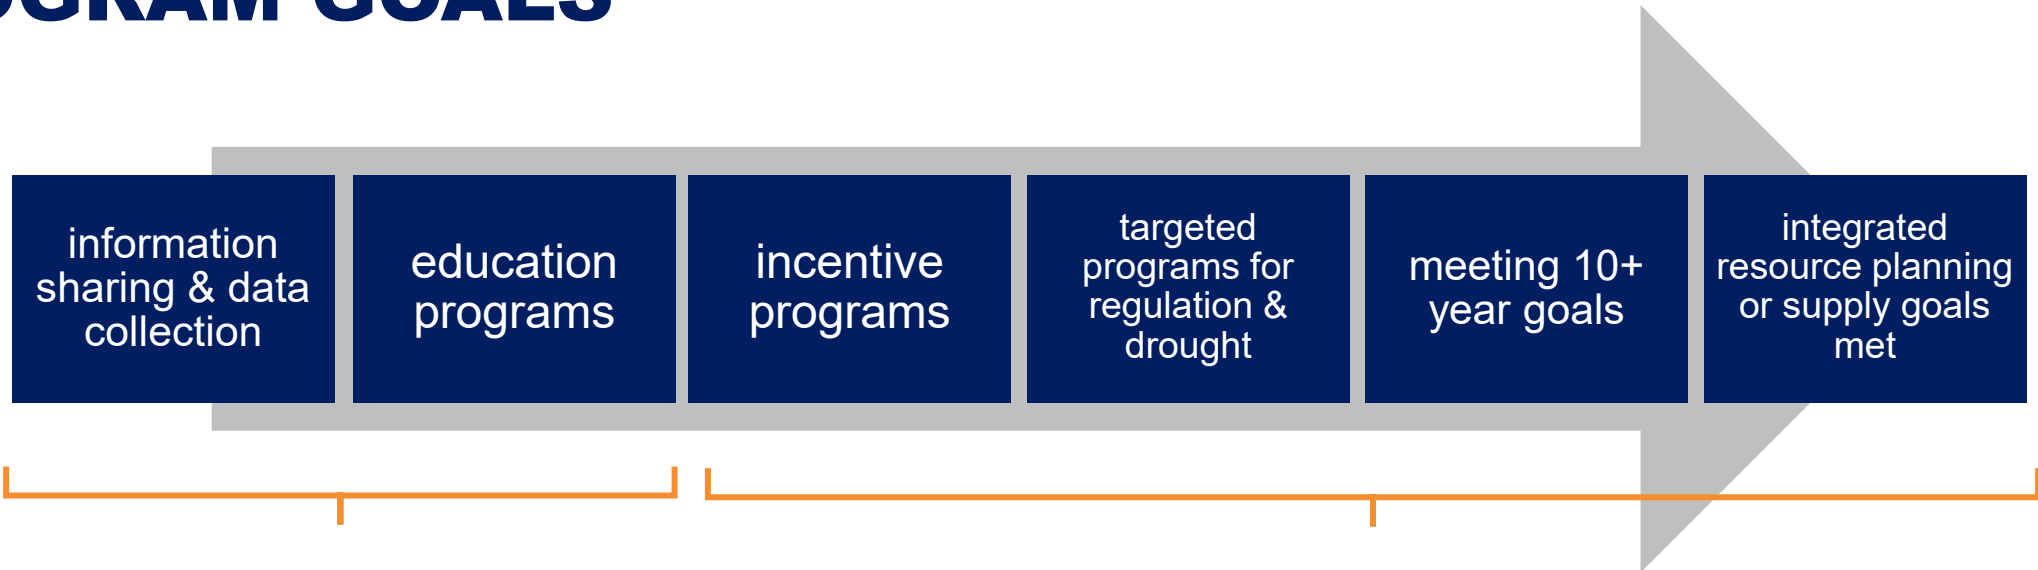 GOALS
information
sharing & data
collection
education
programs
incentive
programs
targeted
programs for
regulation &
drought
meeting 10+
year goals
integrated
resource planning
or supply goals
met